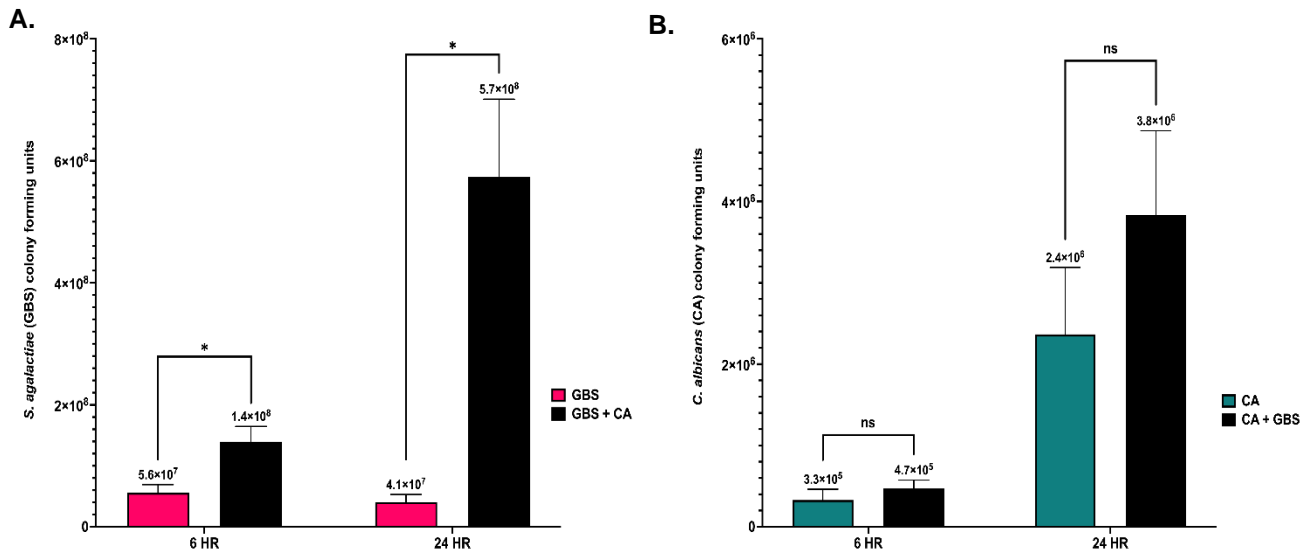 A.
S. agalactiae (GBS) colony forming units
8×10⁸
6×10⁸
4×10⁸
2×10⁸
0
*
*
5.6×10⁷
1.4×10⁸
4.1×10⁷
5.7×10⁸
6 HR
24 HR
GBS
GBS + CA
B.
C. albicans (CA) colony forming units
6×10⁶
4×10⁶
2×10⁶
0
ns
ns
3.3×10⁵
4.7×10⁵
2.4×10⁶
3.8×10⁶
6 HR
24 HR
CA
CA + GBS